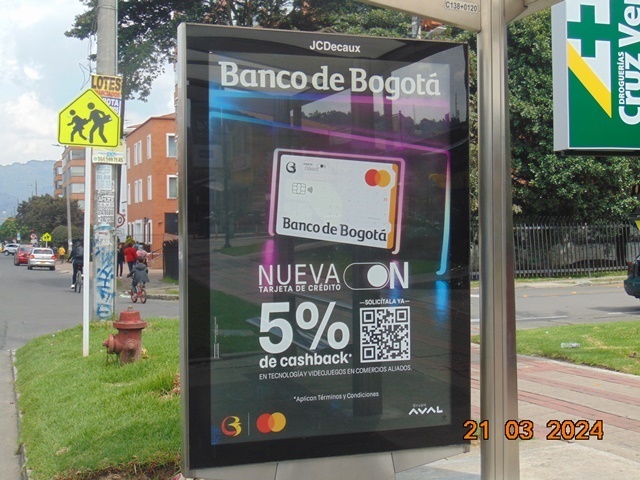 C138+0120
JCDecaux
Banco de Bogotá
Banco de Bogotá
NUEVA ON
TARJETA DE CRÉDITO
5%
de cashback*
SOLICÍTALA YA
EN TECNOLOGÍA Y VIDEOJUEGOS EN COMERCIOS ALIADOS.
*Aplican Términos y Condiciones
Grupo
AVAL
LOTES
DROGUERÍAS
Cruz Ver
21 03 2024